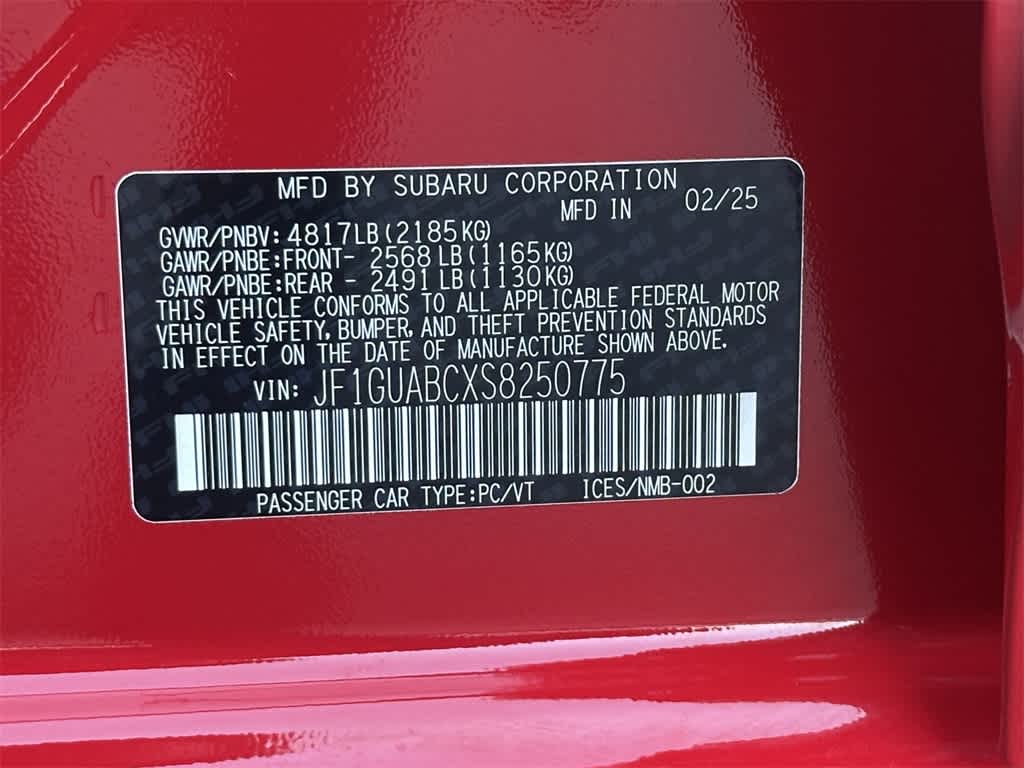 MFD BY SUBARU CORPORATION
MFD IN 02/25
GVWR/PNBV: 4817LB(2185KG)
GAWR/PNBE:FRONT- 2568LB(1165KG)
GAWR/PNBE:REAR - 2491LB(1130KG)
THIS VEHICLE CONFORMS TO ALL APPLICABLE FEDERAL MOTOR
VEHICLE SAFETY, BUMPER, AND THEFT PREVENTION STANDARDS
IN EFFECT ON THE DATE OF MANUFACTURE SHOWN ABOVE.
VIN: JF1GUABCXS8250775
PASSENGER CAR TYPE:PC/VT ICES/NMB-002